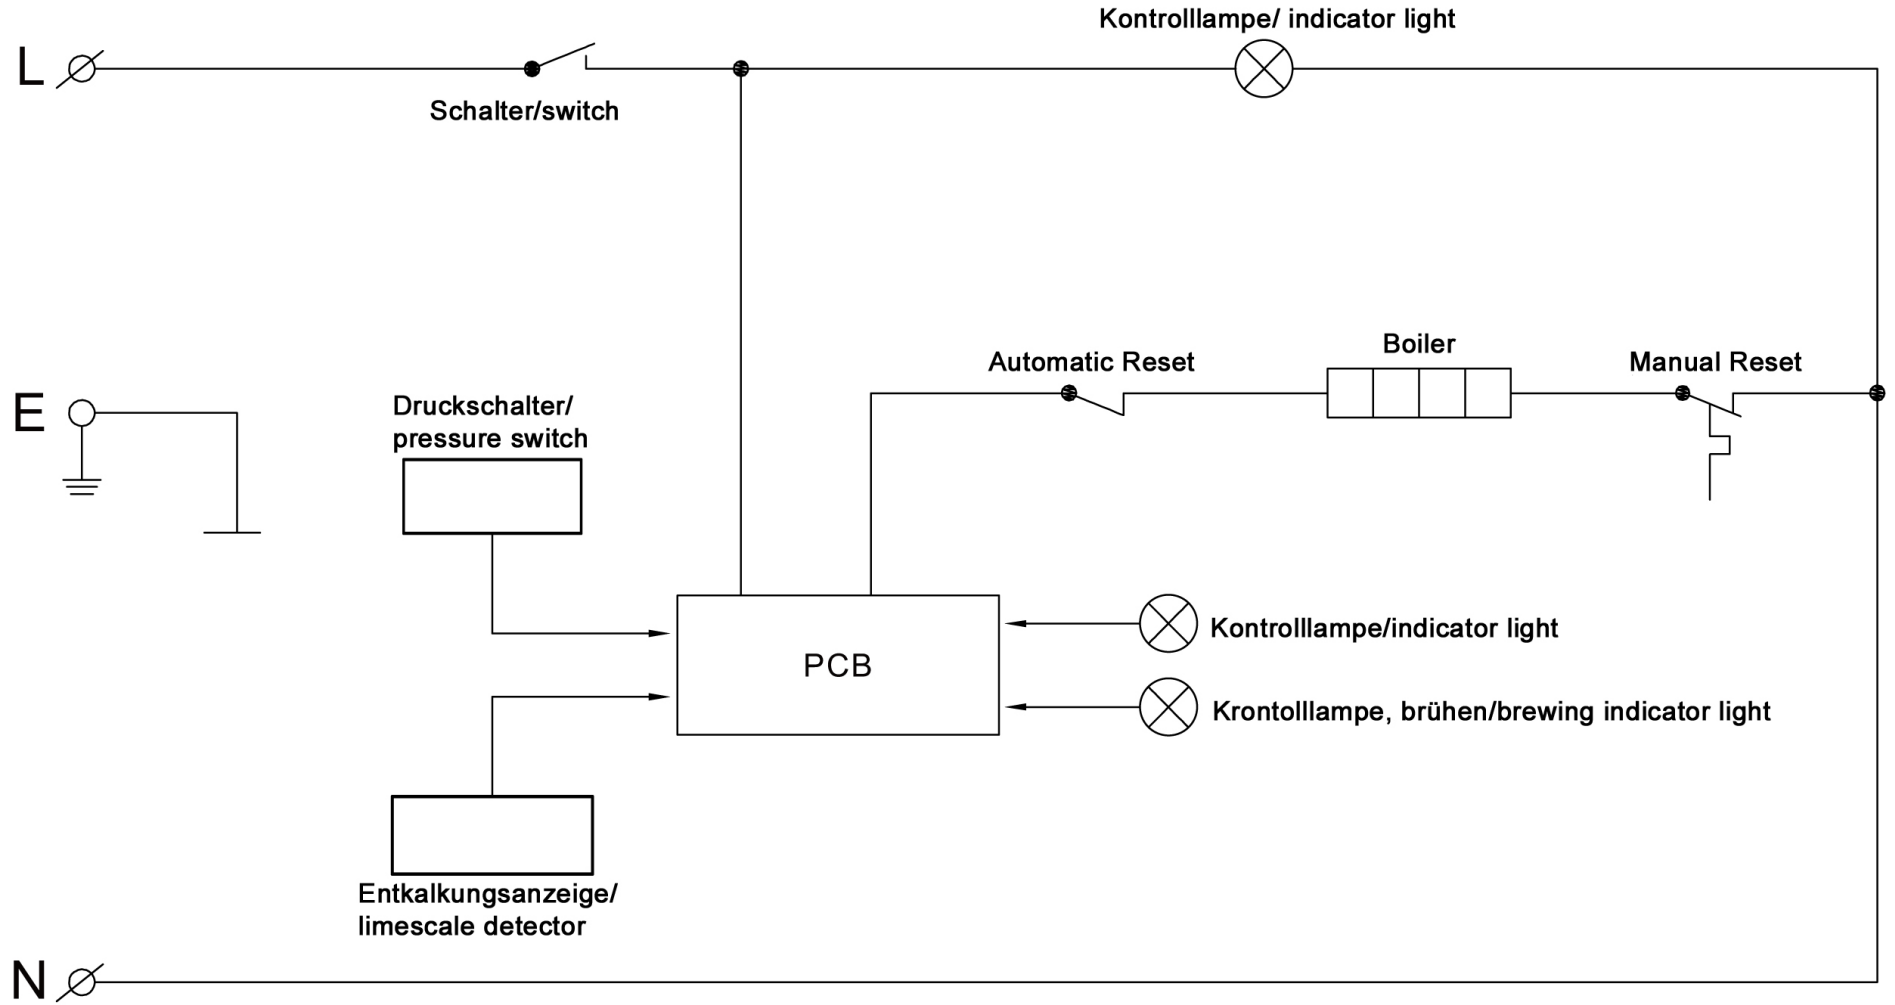 Kontrolllampe/ indicator light
L
Schalter/switch
Boiler
Automatic Reset
Manual Reset
E
Druckschalter/
pressure switch
Kontrolllampe/indicator light
PCB
Krontolllampe, brühen/brewing indicator light
Entkalkungsanzeige/
limescale detector
N